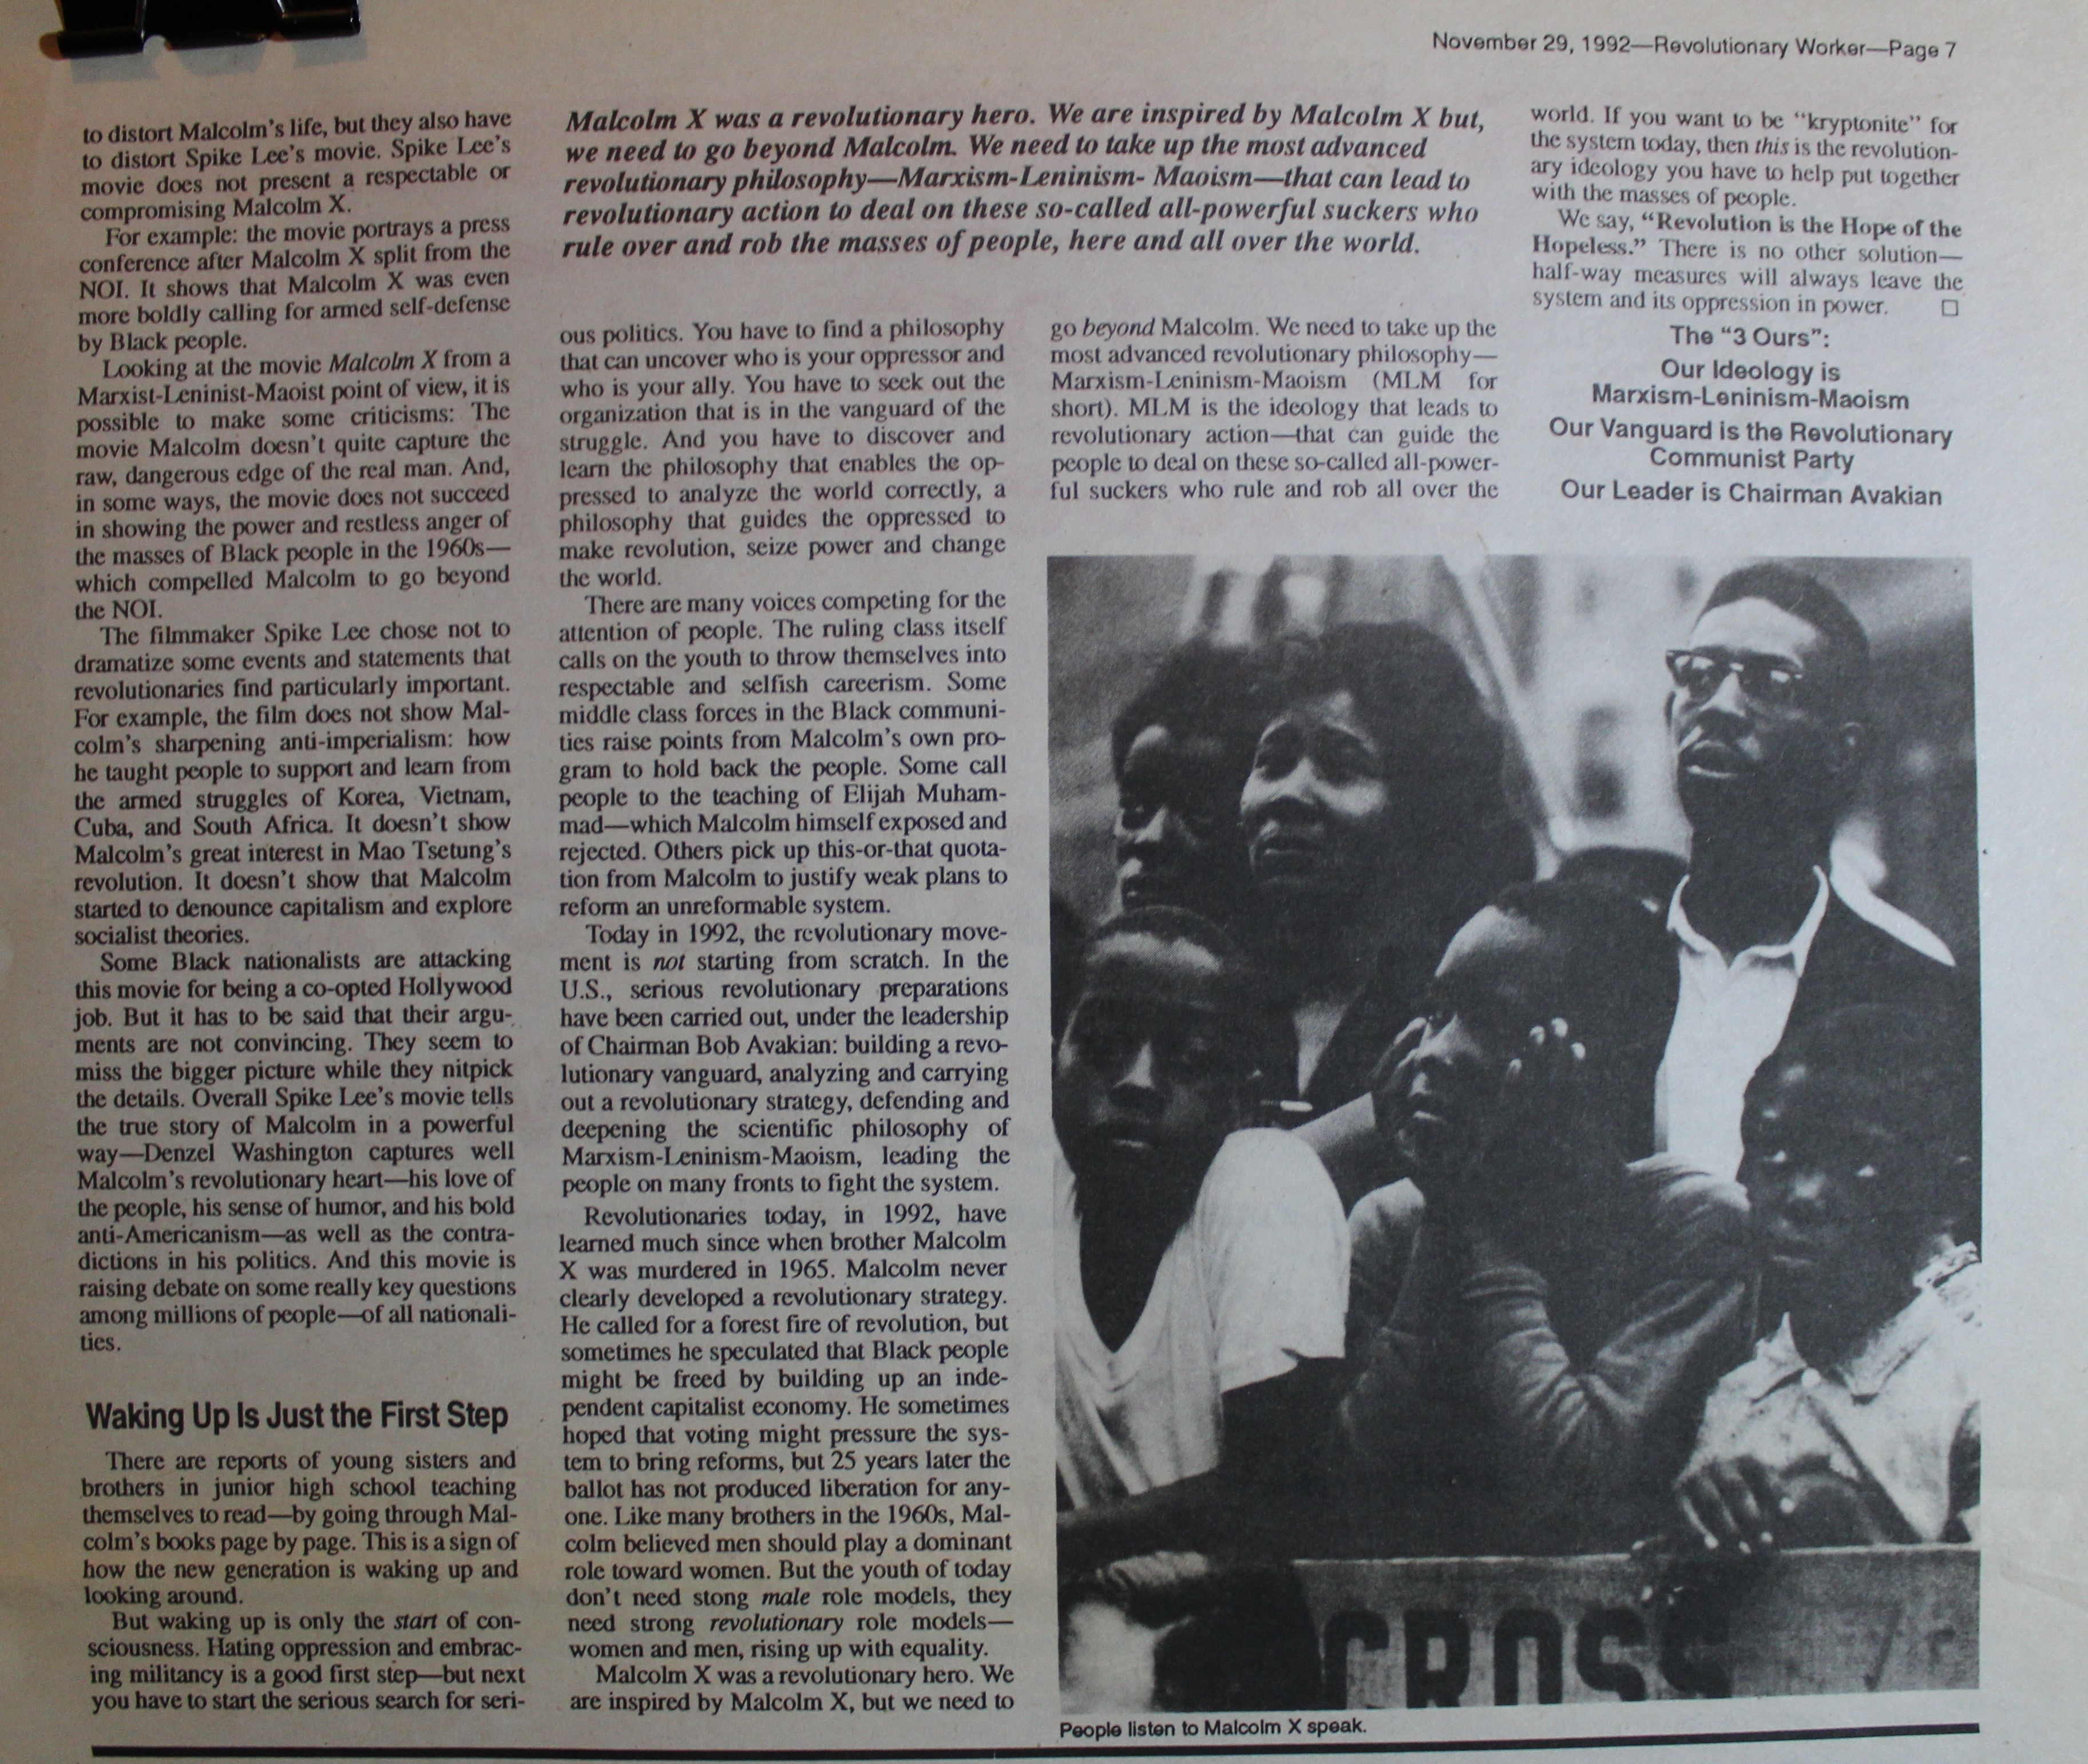 November 29, 1992—Revolutionary Worker—Page 7
to distort Malcolm's life, but they also have
to distort Spike Lee's movie. Spike Lee's
movie does not present a respectable or
compromising Malcolm X.
For example: the movie portrays a press
conference after Malcolm X split from the
NOI. It shows that Malcolm X was even
more boldly calling for armed self-defense
by Black people.
Looking at the movie Malcolm X from a
Marxist-Leninist-Maoist point of view, it is
possible to make some criticisms: The
movie Malcolm doesn't quite capture the
raw, dangerous edge of the real man. And,
in some ways, the movie does not succeed
in showing the power and restless anger of
the masses of Black people in the 1960s—
which compelled Malcolm to go beyond
the NOI.
The filmmaker Spike Lee chose not to
dramatize some events and statements that
revolutionaries find particularly important.
For example, the film does not show Mal-
colm's sharpening anti-imperialism: how
he taught people to support and learn from
the armed struggles of Korea, Vietnam,
Cuba, and South Africa. It doesn't show
Malcolm's great interest in Mao Tsetung's
revolution. It doesn't show that Malcolm
started to denounce capitalism and explore
socialist theories.
Some Black nationalists are attacking
this movie for being a co-opted Hollywood
job. But it has to be said that their argu-
ments are not convincing. They seem to
miss the bigger picture while they nitpick
the details. Overall Spike Lee's movie tells
the true story of Malcolm in a powerful
way—Denzel Washington captures well
Malcolm's revolutionary heart—his love of
the people, his sense of humor, and his bold
anti-Americanism—as well as the contra-
dictions in his politics. And this movie is
raising debate on some really key questions
among millions of people—of all nationali-
ties.
Waking Up Is Just the First Step
There are reports of young sisters and
brothers in junior high school teaching
themselves to read—by going through Mal-
colm's books page by page. This is a sign of
how the new generation is waking up and
looking around.
But waking up is only the start of con-
sciousness. Hating oppression and embrac-
ing militancy is a good first step—but next
you have to start the serious search for seri-
Malcolm X was a revolutionary hero. We are inspired by Malcolm X but,
we need to go beyond Malcolm. We need to take up the most advanced
revolutionary philosophy—Marxism-Leninism- Maoism—that can lead to
revolutionary action to deal on these so-called all-powerful suckers who
rule over and rob the masses of people, here and all over the world.
ous politics. You have to find a philosophy
that can uncover who is your oppressor and
who is your ally. You have to seek out the
organization that is in the vanguard of the
struggle. And you have to discover and
learn the philosophy that enables the op-
pressed to analyze the world correctly, a
philosophy that guides the oppressed to
make revolution, seize power and change
the world.
There are many voices competing for the
attention of people. The ruling class itself
calls on the youth to throw themselves into
respectable and selfish careerism. Some
middle class forces in the Black communi-
ties raise points from Malcolm's own pro-
gram to hold back the people. Some call
people to the teaching of Elijah Muham-
mad—which Malcolm himself exposed and
rejected. Others pick up this-or-that quota-
tion from Malcolm to justify weak plans to
reform an unreformable system.
Today in 1992, the revolutionary move-
ment is not starting from scratch. In the
U.S., serious revolutionary preparations
have been carried out, under the leadership
of Chairman Bob Avakian: building a revo-
lutionary vanguard, analyzing and carrying
out a revolutionary strategy, defending and
deepening the scientific philosophy of
Marxism-Leninism-Maoism, leading the
people on many fronts to fight the system.
Revolutionaries today, in 1992, have
learned much since when brother Malcolm
X was murdered in 1965. Malcolm never
clearly developed a revolutionary strategy.
He called for a forest fire of revolution, but
sometimes he speculated that Black people
might be freed by building up an inde-
pendent capitalist economy. He sometimes
hoped that voting might pressure the sys-
tem to bring reforms, but 25 years later the
ballot has not produced liberation for any-
one. Like many brothers in the 1960s, Mal-
colm believed men should play a dominant
role toward women. But the youth of today
don't need stong male role models, they
need strong revolutionary role models—
women and men, rising up with equality.
Malcolm X was a revolutionary hero. We
are inspired by Malcolm X, but we need to
go beyond Malcolm. We need to take up the
most advanced revolutionary philosophy—
Marxism-Leninism-Maoism (MLM for
short). MLM is the ideology that leads to
revolutionary action—that can guide the
people to deal on these so-called all-power-
ful suckers who rule and rob all over the
world. If you want to be "kryptonite" for
the system today, then this is the revolution-
ary ideology you have to help put together
with the masses of people.
We say, "Revolution is the Hope of the
Hopeless." There is no other solution—
half-way measures will always leave the
system and its oppression in power. □
The "3 Ours":
Our Ideology is
Marxism-Leninism-Maoism
Our Vanguard is the Revolutionary
Communist Party
Our Leader is Chairman Avakian
CROSS
People listen to Malcolm X speak.